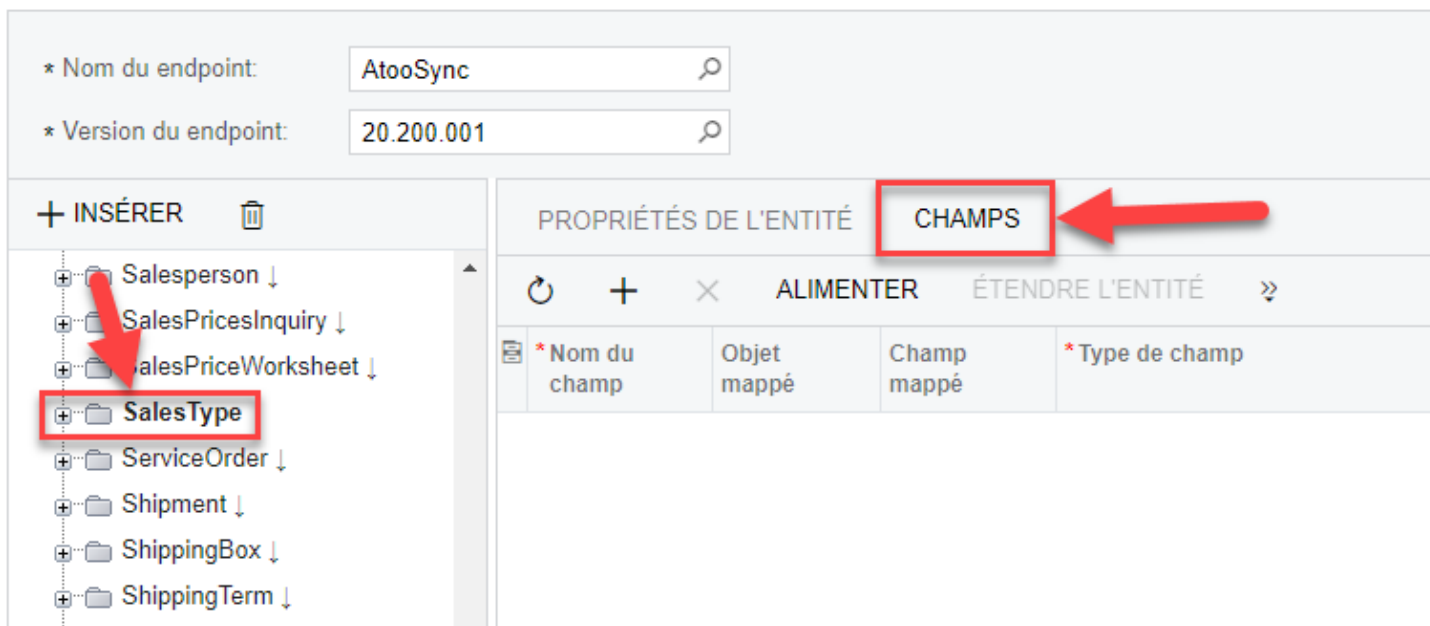 * Nom du endpoint: AtooSync
* Version du endpoint: 20.200.001
+ INSÉRER
Salesperson ↓
SalesPricesInquiry ↓
SalesPriceWorksheet ↓
SalesType
ServiceOrder ↓
Shipment ↓
ShippingBox ↓
ShippingTerm ↓
PROPRIÉTÉS DE L'ENTITÉ CHAMPS
ALIMENTER ÉTENDRE L'ENTITÉ
* Nom du champ
Objet mappé
Champ mappé
* Type de champ